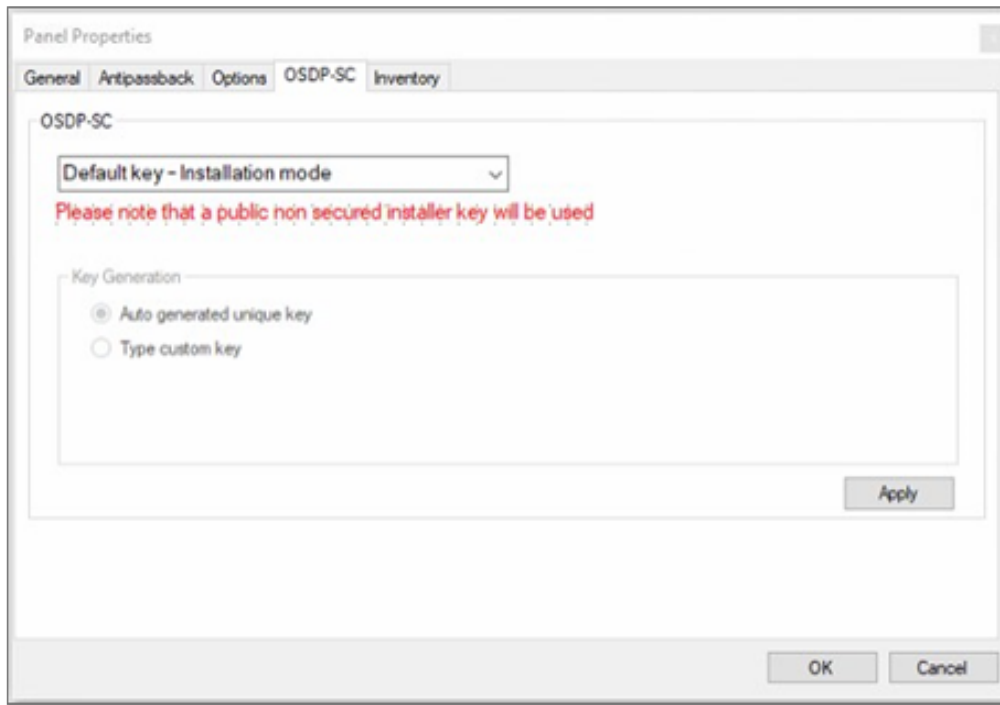 Panel Properties
General Antipassback Options OSDP-SC Inventory
OSDP-SC
Default key - Installation mode
Please note that a public non secured installer key will be used
Key Generation
Auto generated unique key
Type custom key
Apply
OK Cancel